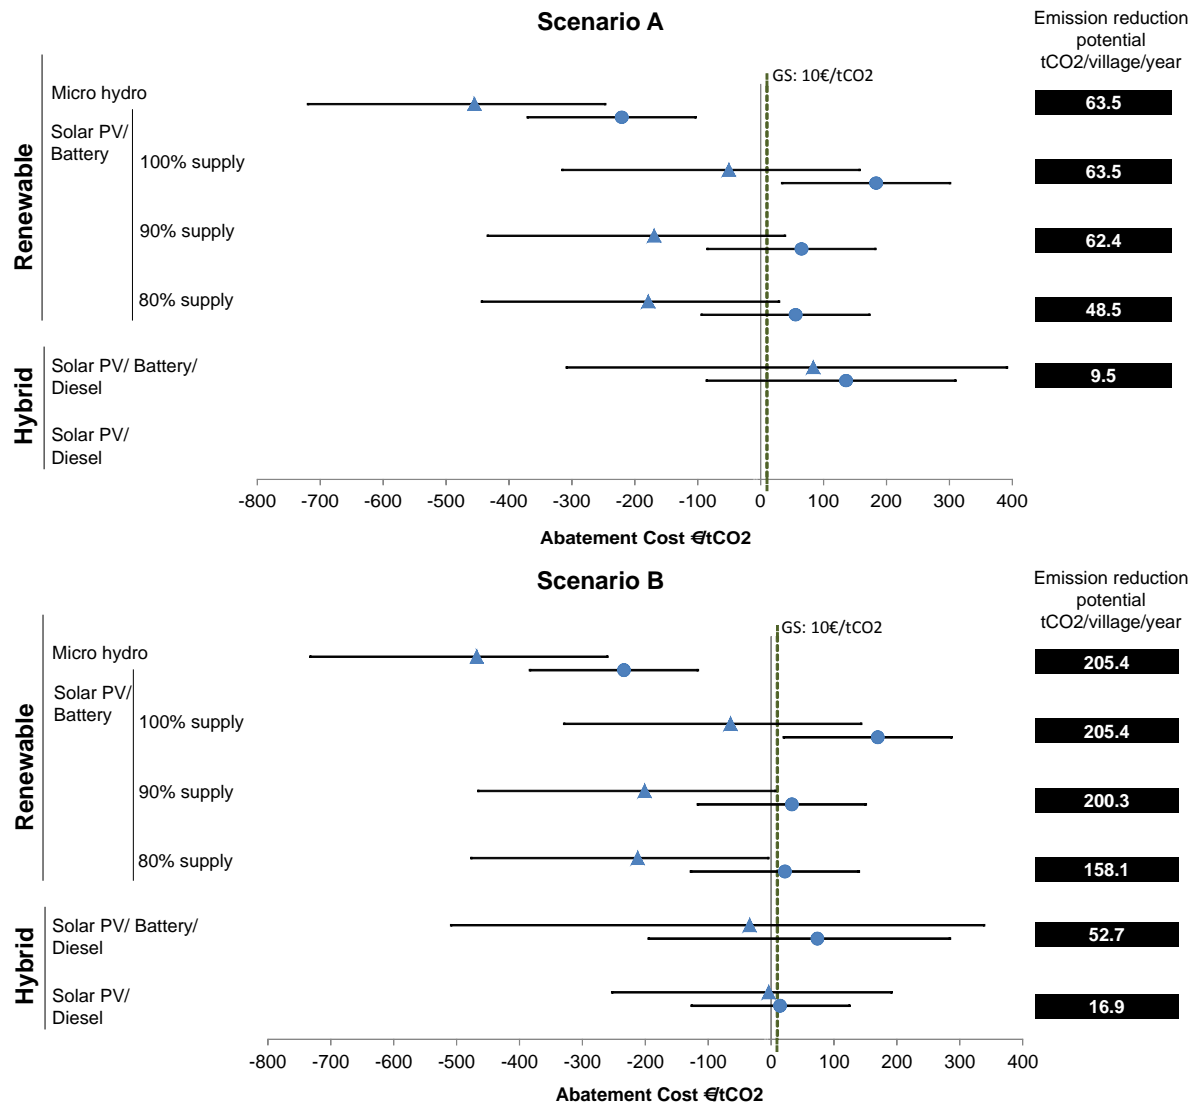 Scenario A
Emission reduction
potential
tCO2/village/year
GS: 10€/tCO2
Renewable
Micro hydro
63.5
Solar PV/
Battery
100% supply
63.5
90% supply
62.4
80% supply
48.5
Hybrid
Solar PV/ Battery/
Diesel
9.5
Solar PV/
Diesel
-800 -700 -600 -500 -400 -300 -200 -100 0 100 200 300 400
Abatement Cost €/tCO2
Scenario B
Emission reduction
potential
tCO2/village/year
GS: 10€/tCO2
Renewable
Micro hydro
205.4
Solar PV/
Battery
100% supply
205.4
90% supply
200.3
80% supply
158.1
Hybrid
Solar PV/ Battery/
Diesel
52.7
Solar PV/
Diesel
16.9
-800 -700 -600 -500 -400 -300 -200 -100 0 100 200 300 400
Abatement Cost €/tCO2